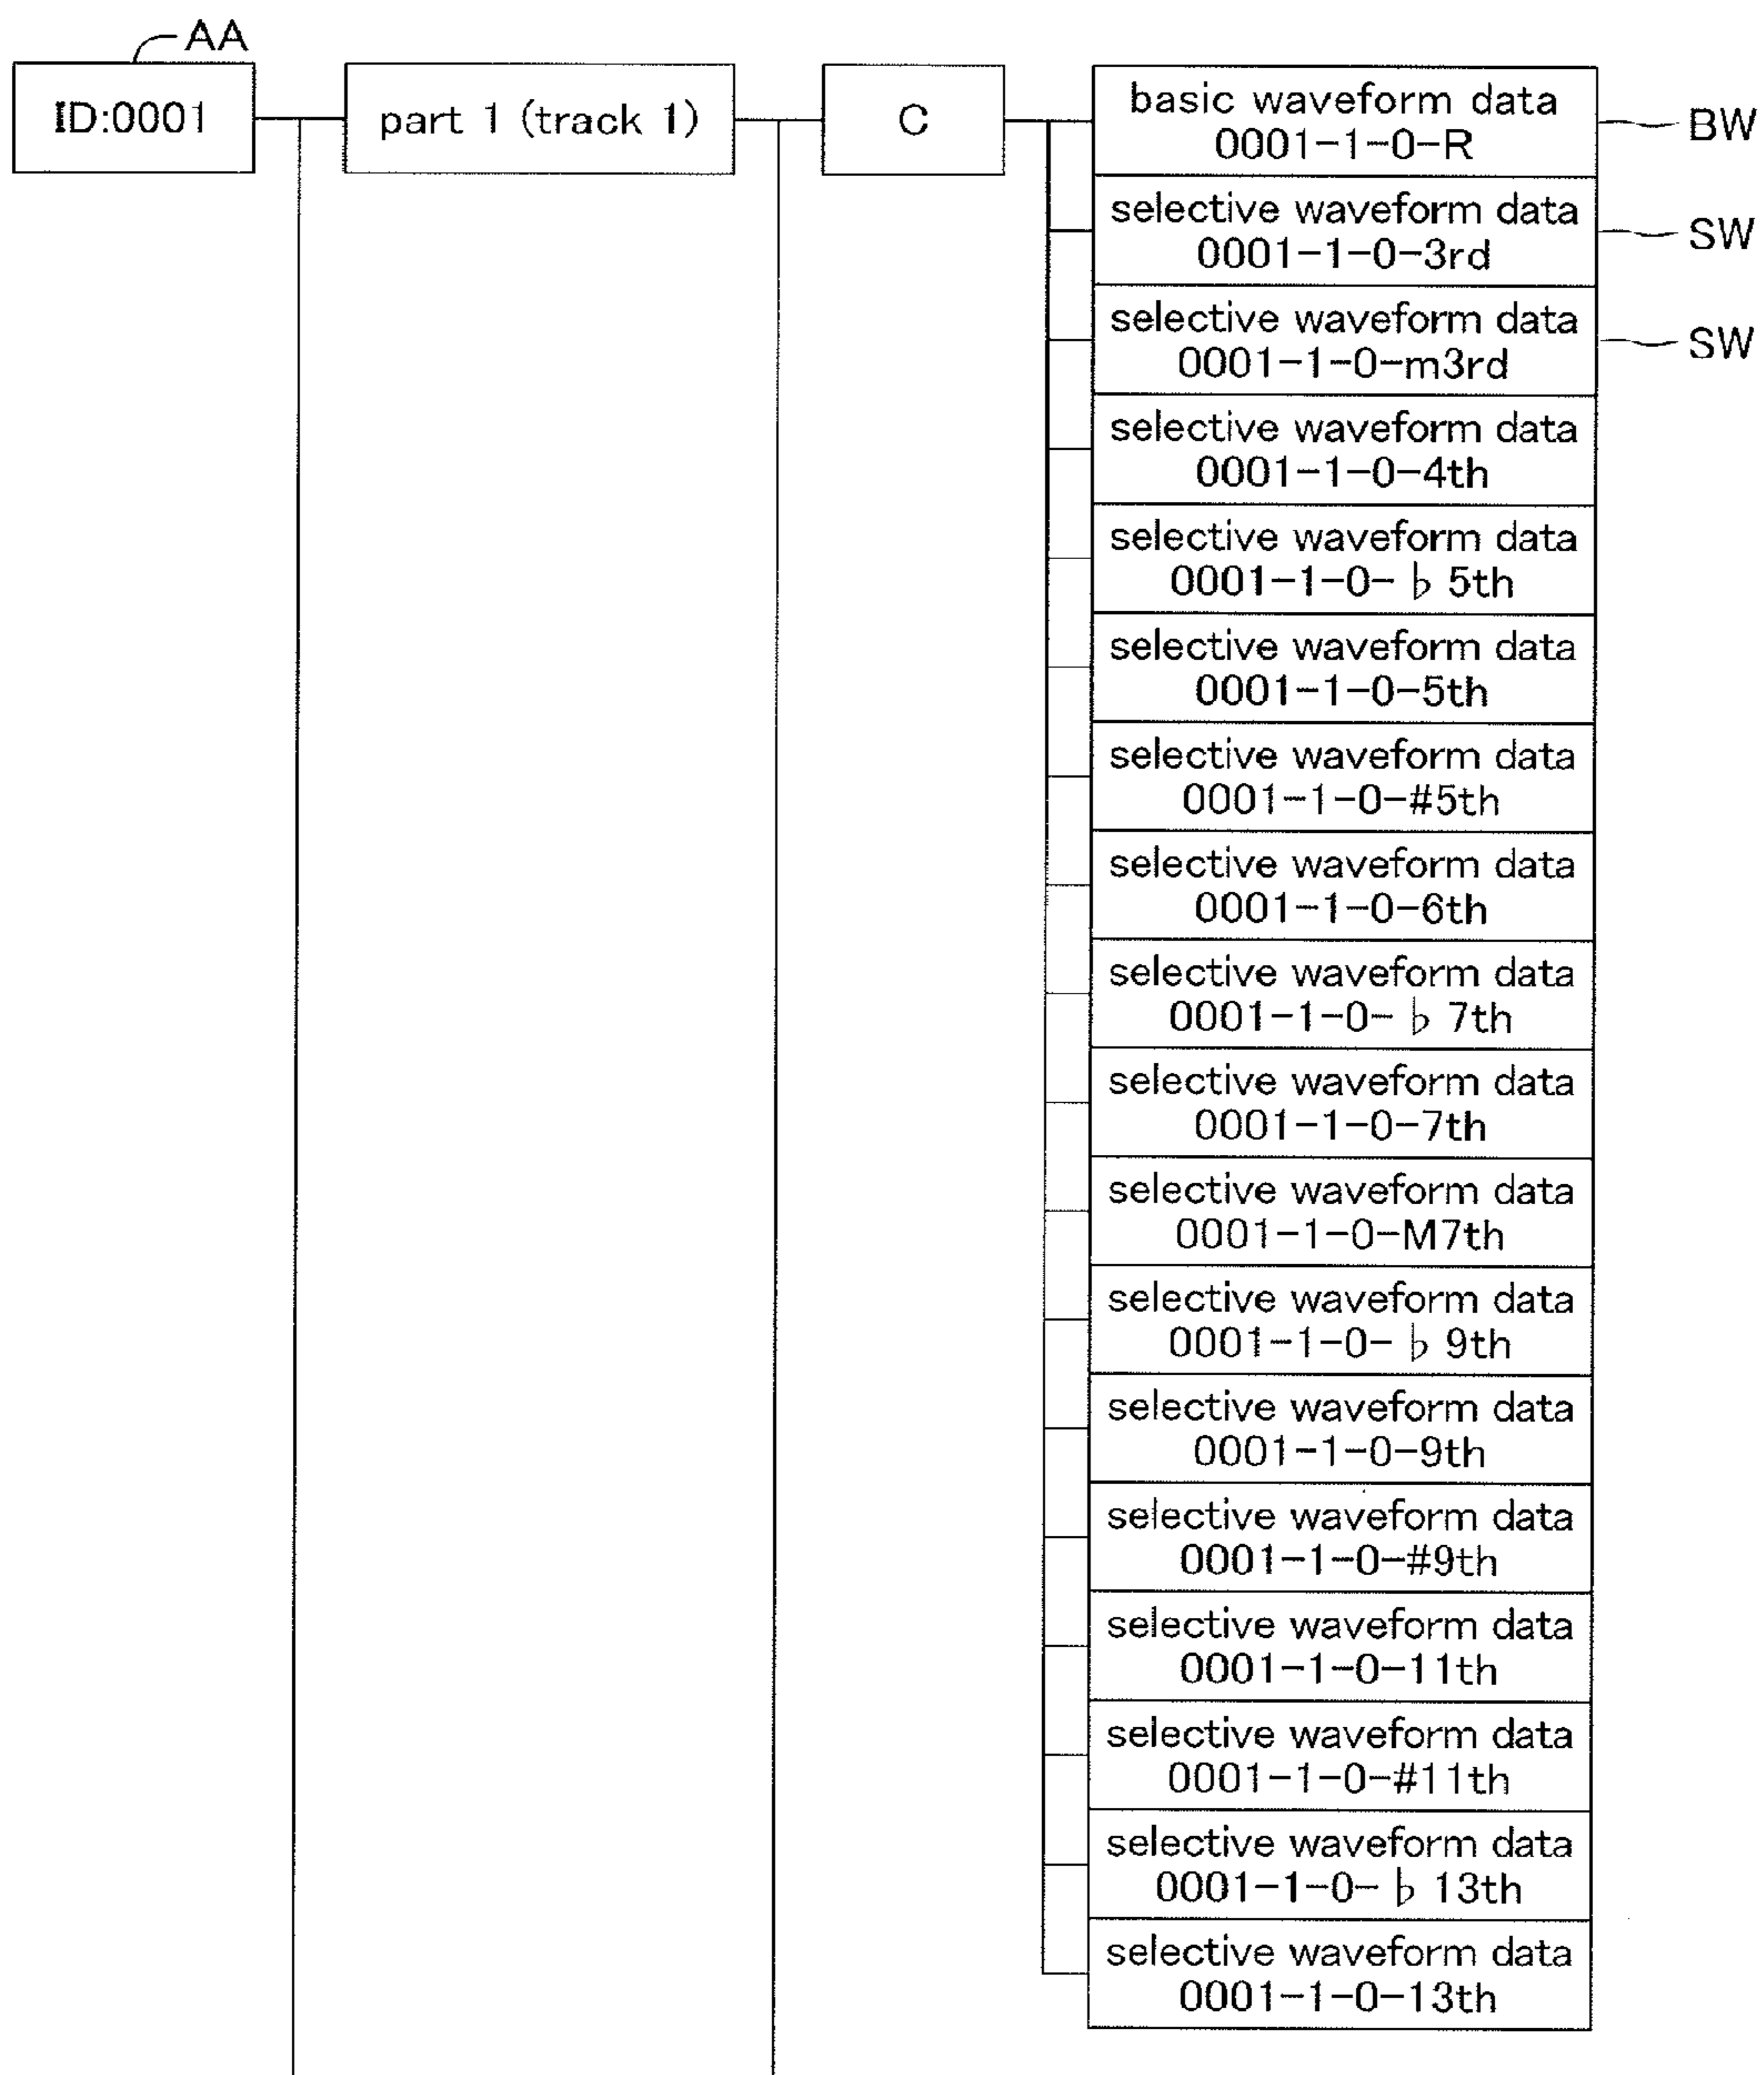 AA
ID:0001
part 1 (track 1)
C
basic waveform data
0001-1-0-R
BW
selective waveform data
0001-1-0-3rd
SW
selective waveform data
0001-1-0-m3rd
SW
selective waveform data
0001-1-0-4th
selective waveform data
0001-1-0-♭5th
selective waveform data
0001-1-0-5th
selective waveform data
0001-1-0-#5th
selective waveform data
0001-1-0-6th
selective waveform data
0001-1-0-♭7th
selective waveform data
0001-1-0-7th
selective waveform data
0001-1-0-M7th
selective waveform data
0001-1-0-♭9th
selective waveform data
0001-1-0-9th
selective waveform data
0001-1-0-#9th
selective waveform data
0001-1-0-11th
selective waveform data
0001-1-0-#11th
selective waveform data
0001-1-0-♭13th
selective waveform data
0001-1-0-13th